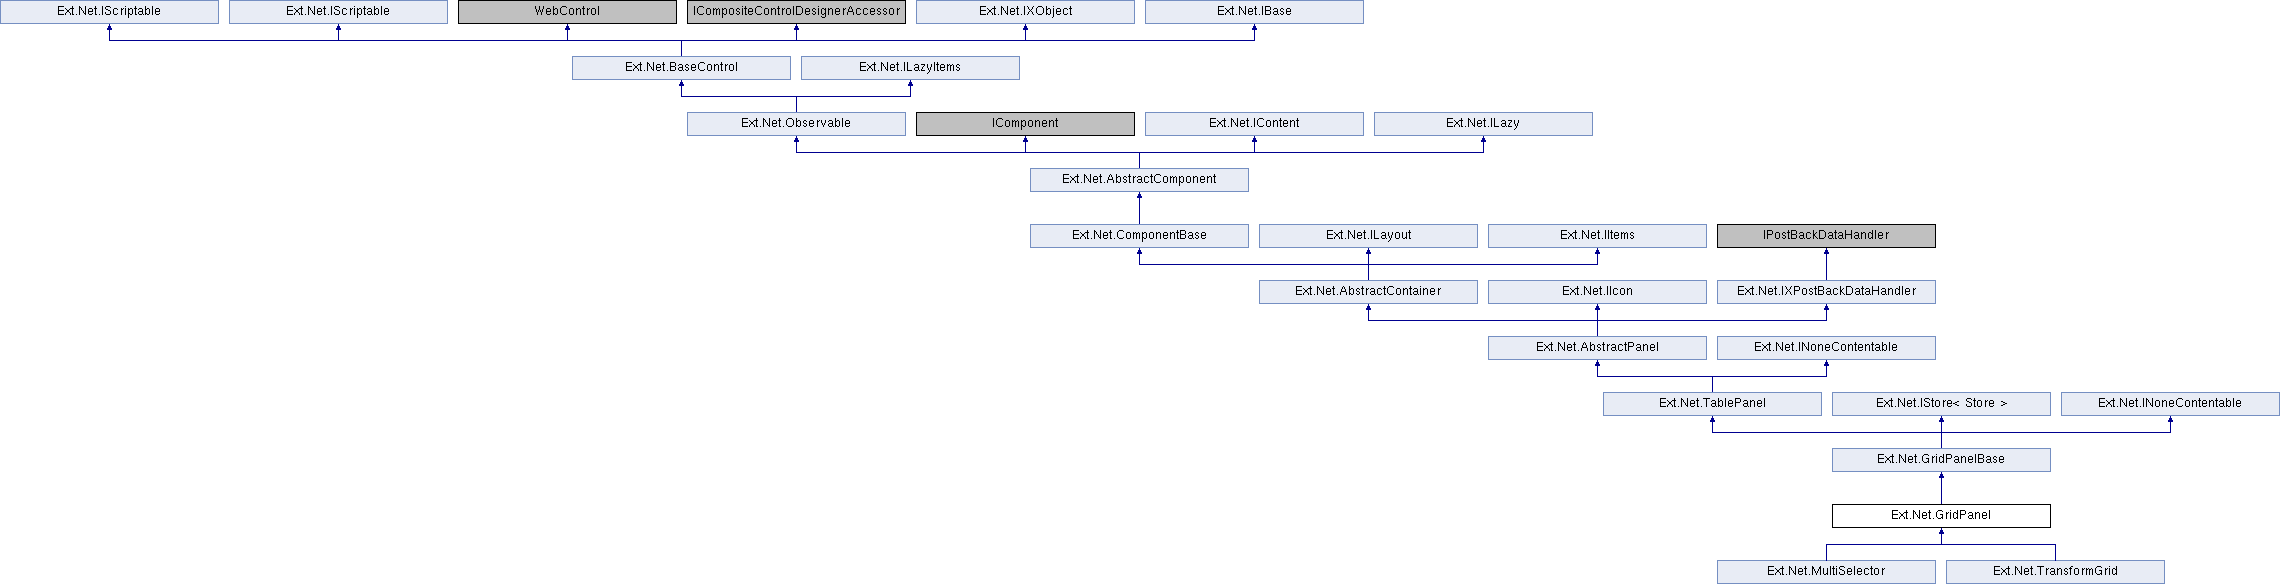 Ext.Net.IScriptable
Ext.Net.IScriptable
WebControl
ICompositeControlDesignerAccessor
Ext.Net.IXObject
Ext.Net.IBase
Ext.Net.BaseControl
Ext.Net.ILazyItems
Ext.Net.Observable
IComponent
Ext.Net.IContent
Ext.Net.ILazy
Ext.Net.AbstractComponent
Ext.Net.ComponentBase
Ext.Net.ILayout
Ext.Net.IItems
IPostBackDataHandler
Ext.Net.AbstractContainer
Ext.Net.IIcon
Ext.Net.IXPostBackDataHandler
Ext.Net.AbstractPanel
Ext.Net.INoneContentable
Ext.Net.TablePanel
Ext.Net.IStore< Store >
Ext.Net.INoneContentable
Ext.Net.GridPanelBase
Ext.Net.GridPanel
Ext.Net.MultiSelector
Ext.Net.TransformGrid